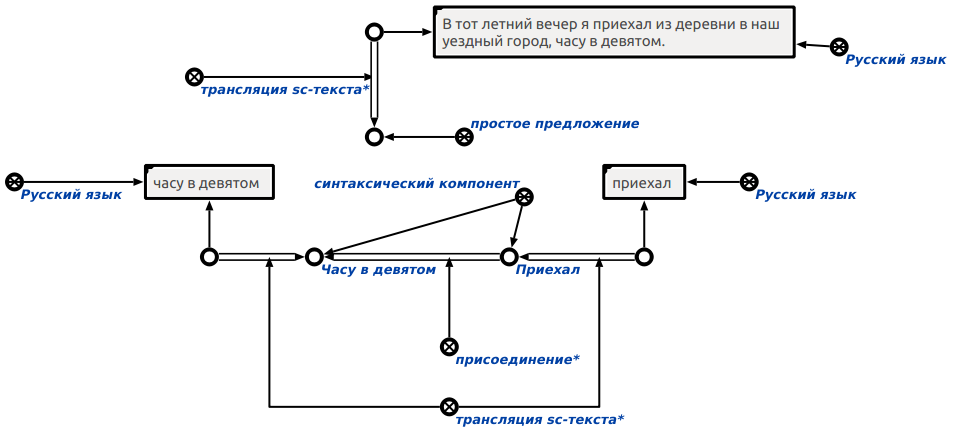 В тот летний вечер я приехал из деревни в наш
уездный город, часу в девятом.
Русский язык
трансляция sc-текста*
простое предложение
часу в девятом
Русский язык
синтаксический компонент
приехал
Русский язык
Часу в девятом
Приехал
присоединение*
трансляция sc-текста*